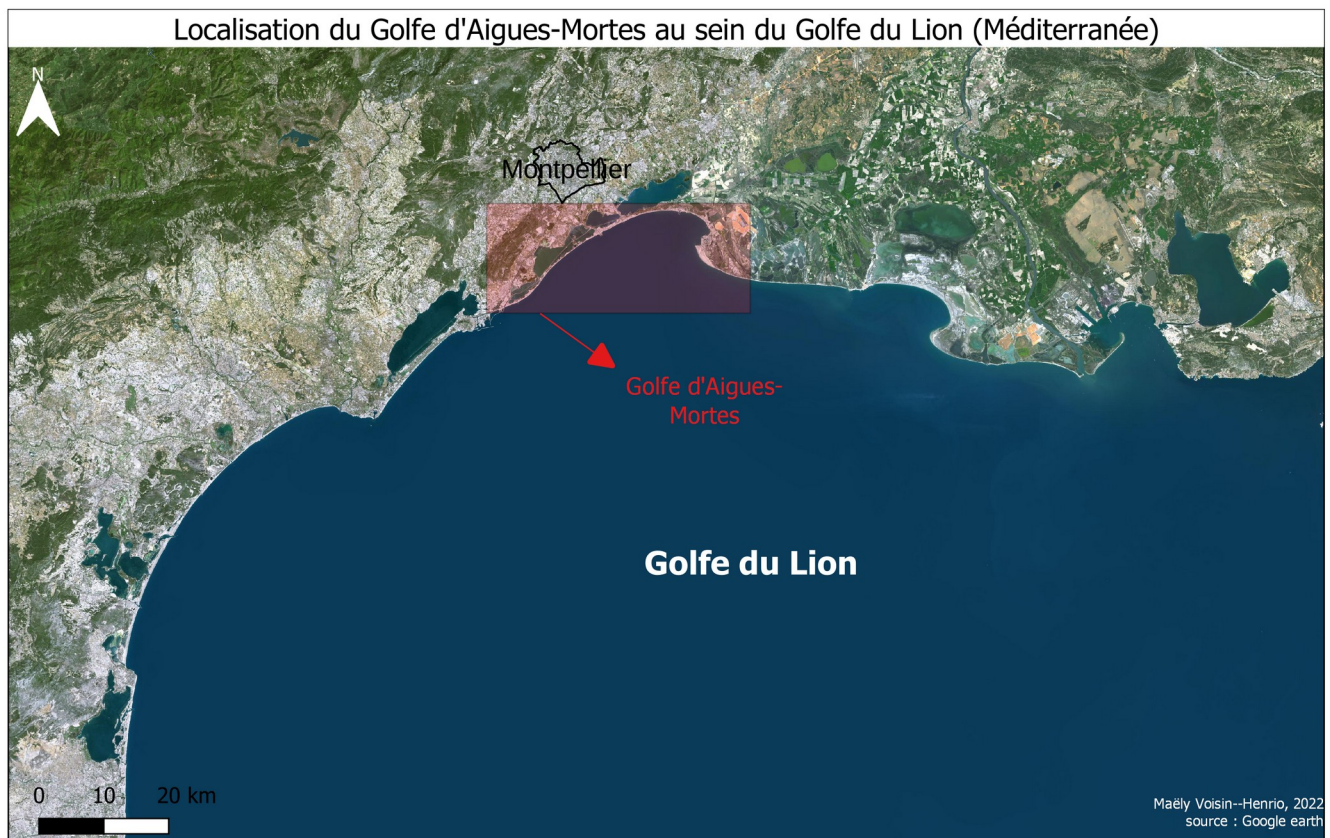 Localisation du Golfe d'Aigues-Mortes au sein du Golfe du Lion (Méditerranée)
N
Montpellier
Golfe d'Aigues-
Mortes
Golfe du Lion
0 10 20 km
Maëly Voisin--Henrio, 2022
source : Google earth